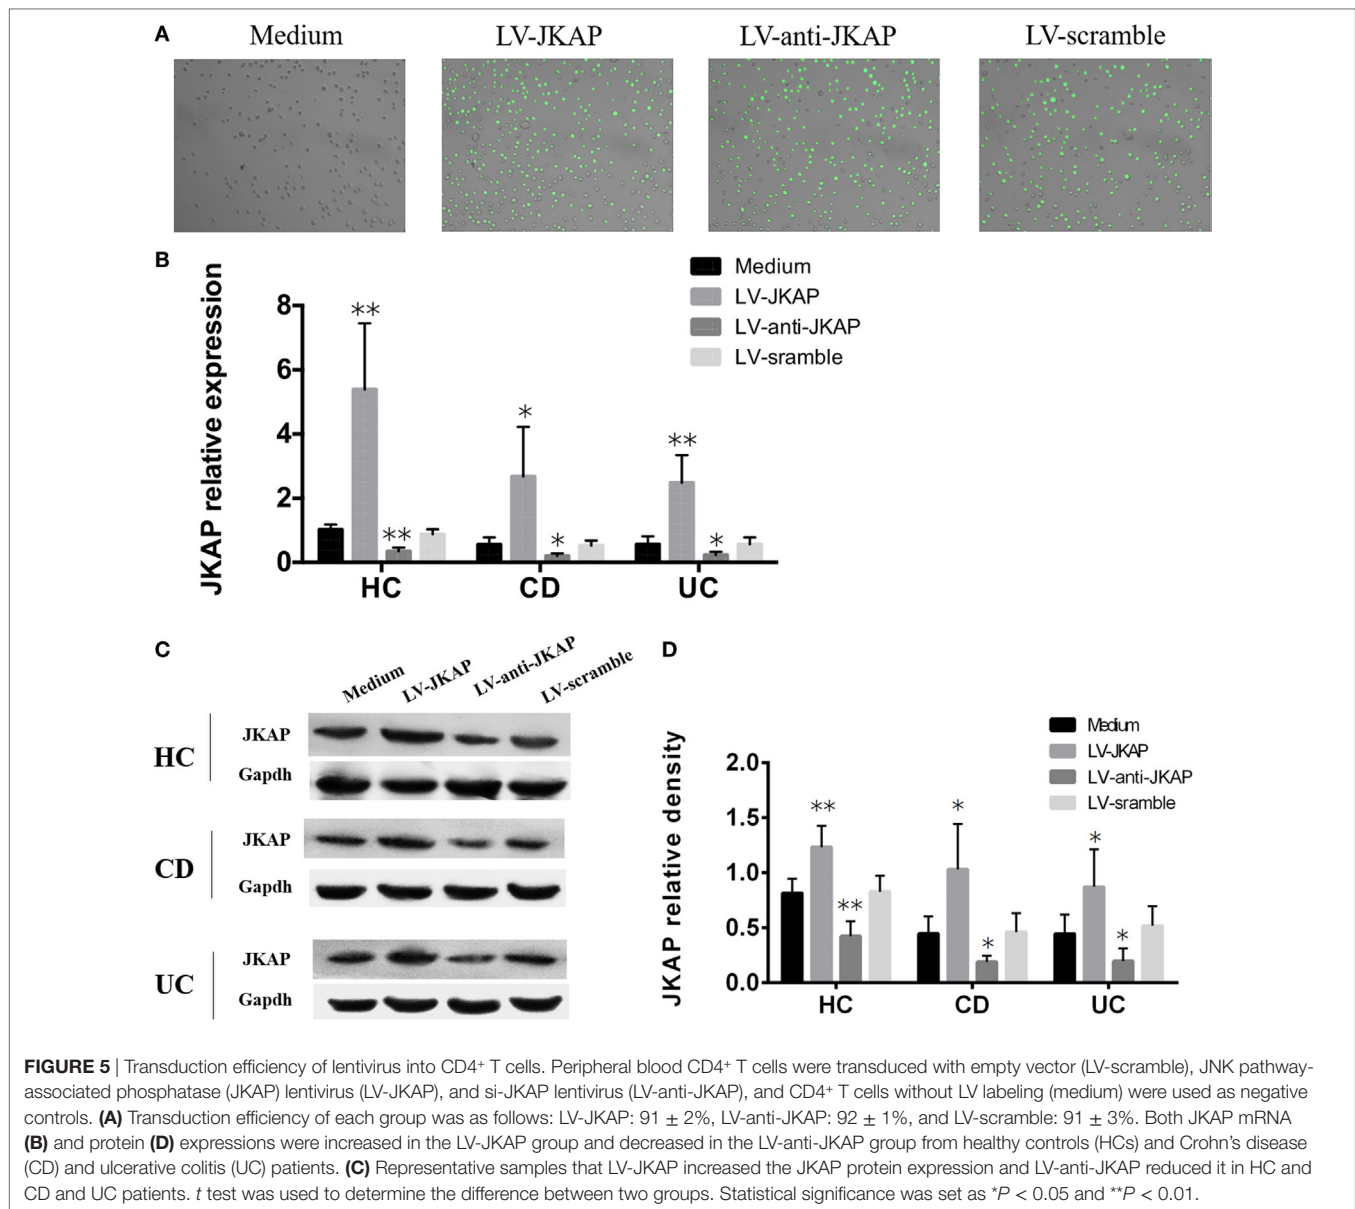 A
Medium LV-JKAP LV-anti-JKAP LV-scramble
B
JKAP relative expression
8
6
4
2
0
** ** * * ** *
HC CD UC
Medium
LV-JKAP
LV-anti-JKAP
LV-sramble
C
Medium LV-JKAP LV-anti-JKAP LV-scramble
HC
JKAP
Gapdh
CD
JKAP
Gapdh
UC
JKAP
Gapdh
D
JKAP relative density
2.0
1.5
1.0
0.5
0.0
** ** * * * *
HC CD UC
Medium
LV-JKAP
LV-anti-JKAP
LV-sramble
FIGURE 5 | Transduction efficiency of lentivirus into CD4⁺ T cells. Peripheral blood CD4⁺ T cells were transduced with empty vector (LV-scramble), JNK pathway-
associated phosphatase (JKAP) lentivirus (LV-JKAP), and si-JKAP lentivirus (LV-anti-JKAP), and CD4⁺ T cells without LV labeling (medium) were used as negative
controls. (A) Transduction efficiency of each group was as follows: LV-JKAP: 91 ± 2%, LV-anti-JKAP: 92 ± 1%, and LV-scramble: 91 ± 3%. Both JKAP mRNA
(B) and protein (D) expressions were increased in the LV-JKAP group and decreased in the LV-anti-JKAP group from healthy controls (HCs) and Crohn’s disease
(CD) and ulcerative colitis (UC) patients. (C) Representative samples that LV-JKAP increased the JKAP protein expression and LV-anti-JKAP reduced it in HC and
CD and UC patients. t test was used to determine the difference between two groups. Statistical significance was set as *P < 0.05 and **P < 0.01.